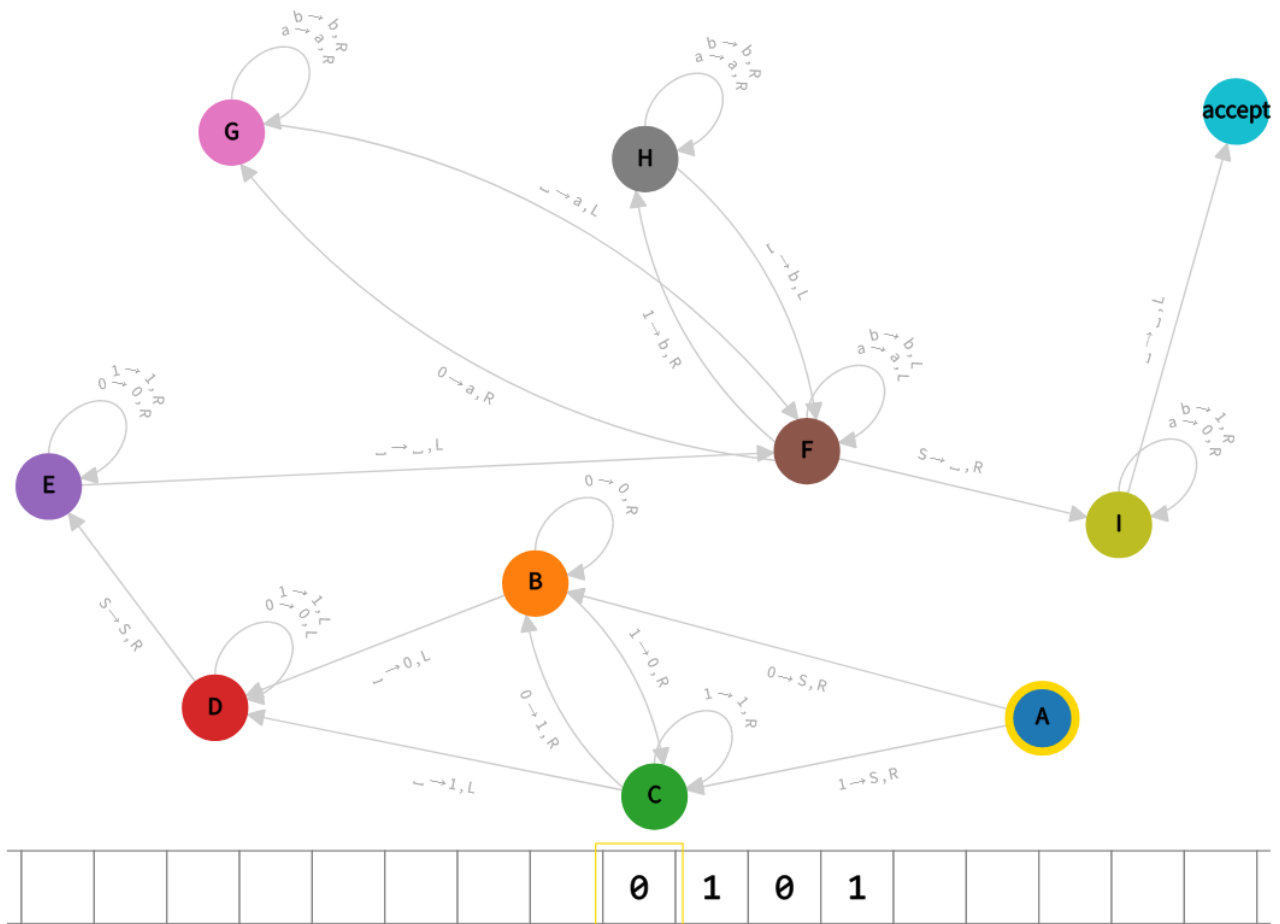 b→b,R
a→a,R
G
b→b,R
a→a,R
H
accept
␣→a,L
␣→b,L
1→b,R
0→a,R
b→b,L
a→a,L
␣→␣,L
1→1,R
0→0,R
E
␣→␣,L
F
S→␣,R
b→1,R
a→0,R
I
0→0,R
B
S→S,R
1→1,L
0→0,L
D
␣→0,L
1→0,R
0→1,R
0→S,R
1→1,R
A
C
␣→1,L
1→S,R
0 1 0 1